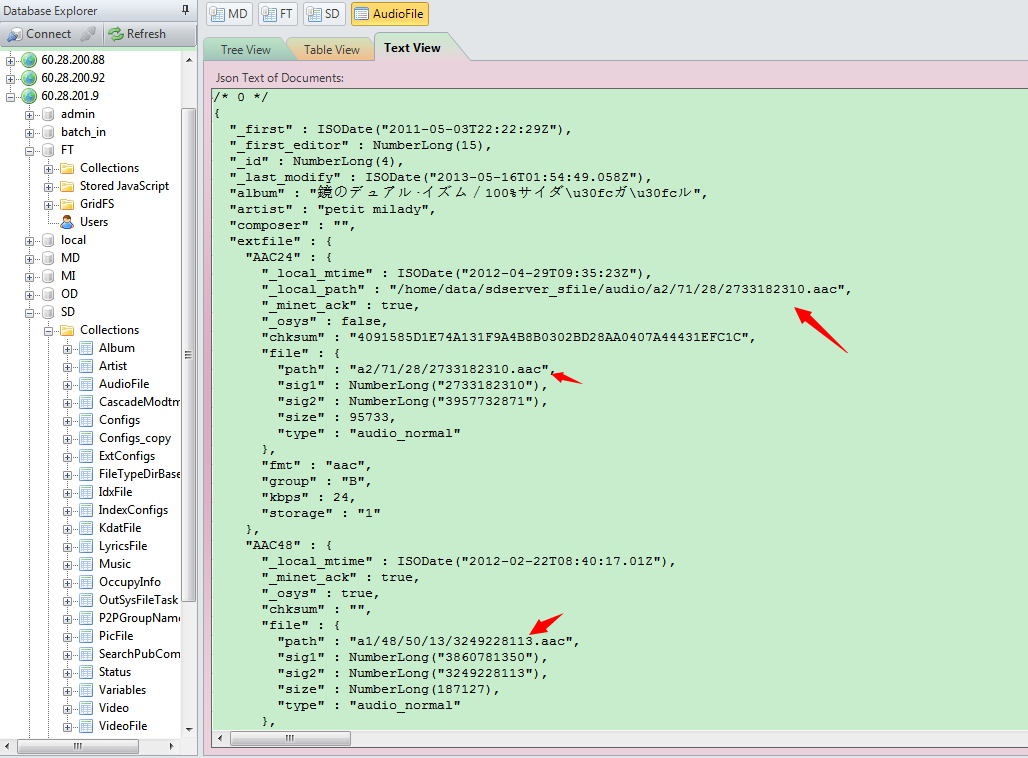 Database Explorer
MD
FT
SD
AudioFile
Connect
Refresh
Tree View
Table View
Text View
60.28.200.88
60.28.200.92
60.28.201.9
admin
batch_in
FT
Collections
Stored JavaScript
GridFS
Users
local
MD
MI
OD
SD
Collections
Album
Artist
AudioFile
CascadeModtm
Configs
Configs_copy
ExtConfigs
FileTypeDirBase
IdxFile
IndexConfigs
KdatFile
LyricsFile
Music
OccupyInfo
OutSysFileTask
P2PGroupName
PicFile
SearchPubCom
Status
Variables
Video
VideoFile
Json Text of Documents:
/* 0 */
{
"_first" : ISODate("2011-05-03T22:22:29Z"),
"_first_editor" : NumberLong(15),
"_id" : NumberLong(4),
"_last_modify" : ISODate("2013-05-16T01:54:49.058Z"),
"album" : "鏡のデュアル·イズム / 100%サイダ\u30fcガ\u30fcル",
"artist" : "petit milady",
"composer" : "",
"extfile" : {
"AAC24" : {
"_local_mtime" : ISODate("2012-04-29T09:35:23Z"),
"_local_path" : "/home/data/sdserver_sfile/audio/a2/71/28/2733182310.aac",
"_minet_ack" : true,
"_osys" : false,
"chksum" : "4091585D1E74A131F9A4B8B0302BD28AA0407A44431EFC1C",
"file" : {
"path" : "a2/71/28/2733182310.aac",
"sig1" : NumberLong("2733182310"),
"sig2" : NumberLong("3957732871"),
"size" : 95733,
"type" : "audio_normal"
},
"fmt" : "aac",
"group" : "B",
"kbps" : 24,
"storage" : "1"
},
"AAC48" : {
"_local_mtime" : ISODate("2012-02-22T08:40:17.01Z"),
"_minet_ack" : true,
"_osys" : true,
"chksum" : "",
"file" : {
"path" : "a1/48/50/13/3249228113.aac",
"sig1" : NumberLong("3860781350"),
"sig2" : NumberLong("3249228113"),
"size" : NumberLong(187127),
"type" : "audio_normal"
},